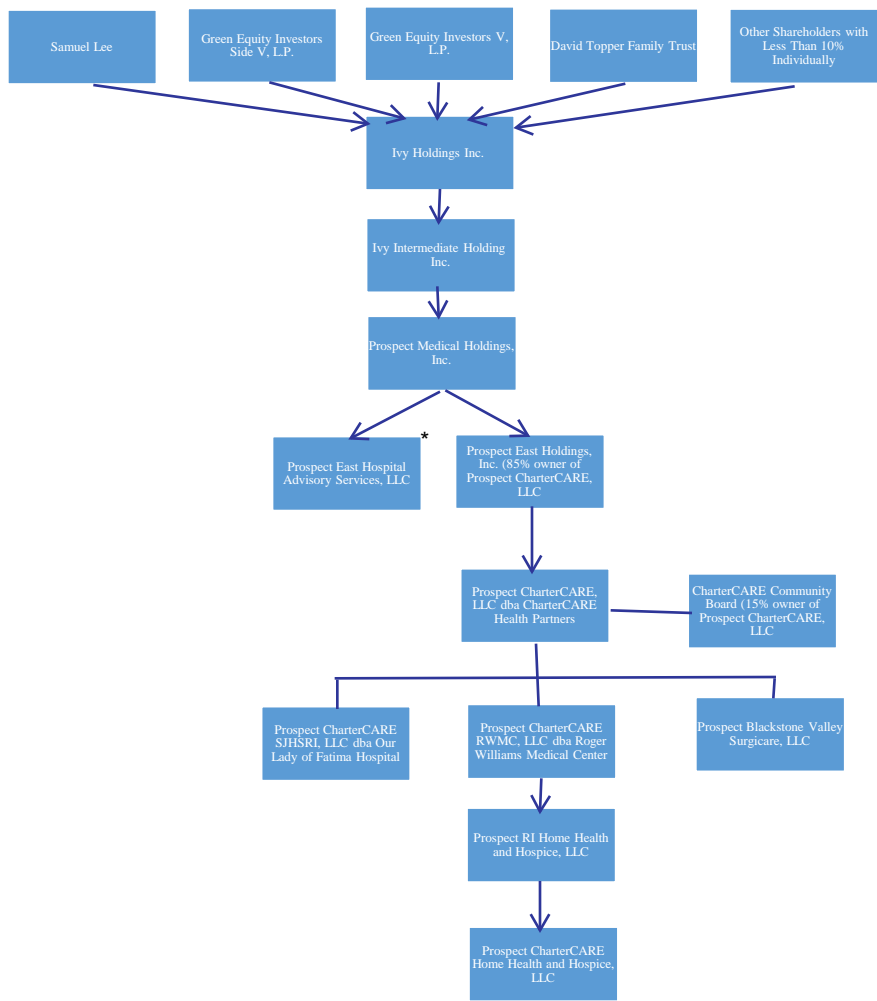 Samuel Lee
Green Equity Investors
Side V, L.P.
Green Equity Investors V,
L.P.
David Topper Family Trust
Other Shareholders with
Less Than 10%
Individually
Ivy Holdings Inc.
Ivy Intermediate Holding
Inc.
Prospect Medical Holdings,
Inc.
Prospect East Hospital
Advisory Services, LLC
*
Prospect East Holdings,
Inc. (85% owner of
Prospect CharterCARE,
LLC
Prospect CharterCARE,
LLC dba CharterCARE
Health Partners
CharterCARE Community
Board (15% owner of
Prospect CharterCARE,
LLC
Prospect CharterCARE
SJHSRI, LLC dba Our
Lady of Fatima Hospital
Prospect CharterCARE
RWMC, LLC dba Roger
Williams Medical Center
Prospect Blackstone Valley
Surgicare, LLC
Prospect RI Home Health
and Hospice, LLC
Prospect CharterCARE
Home Health and Hospice,
LLC